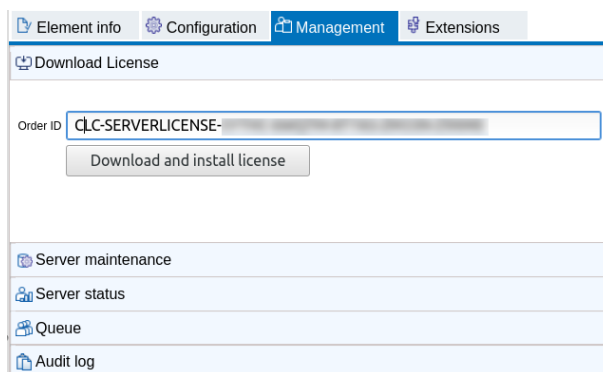 Element info Configuration Management Extensions
Download License
Order ID CLC-SERVERLICENSE-
Download and install license
Server maintenance
Server status
Queue
Audit log